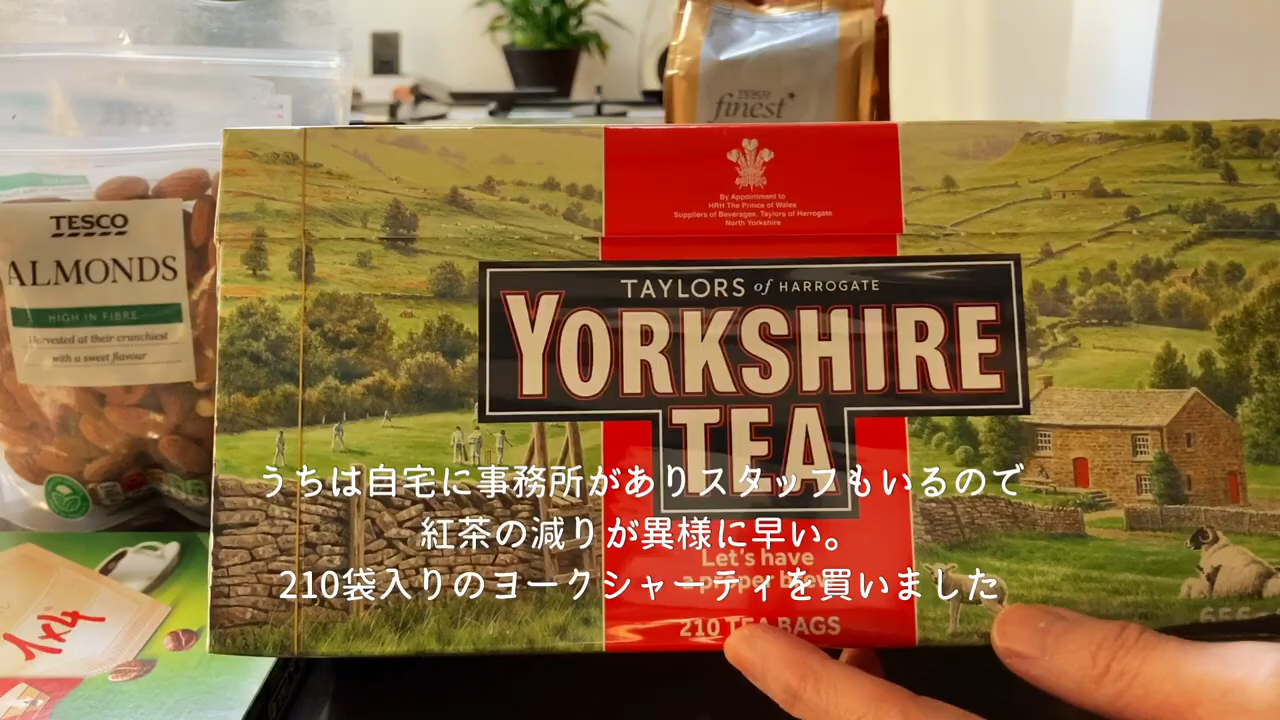 TESCO
finest*
By Appointment to
HRH The Prince of Wales
Suppliers of Beverages, Taylors of Harrogate
North Yorkshire
TESCO
ALMONDS
HIGH IN FIBRE
Harvested at their crunchiest
with a sweet flavour
TAYLORS of HARROGATE
YORKSHIRE
TEA
うちは自宅に事務所がありスタッフもいるので
紅茶の減りが異様に早い。
210袋入りのヨークシャーティを買いました
Let's have
a proper brew
210 TEA BAGS
1x4